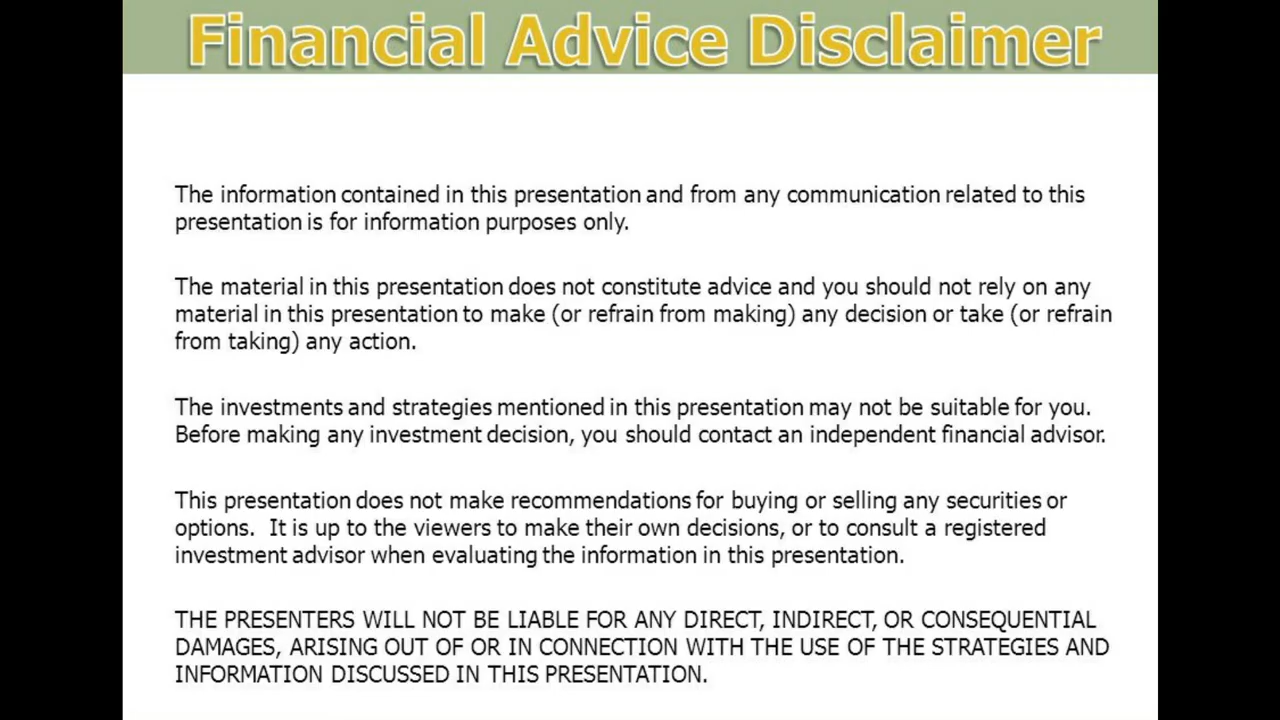 Financial Advice Disclaimer
The information contained in this presentation and from any communication related to this
presentation is for information purposes only.
The material in this presentation does not constitute advice and you should not rely on any
material in this presentation to make (or refrain from making) any decision or take (or refrain
from taking) any action.
The investments and strategies mentioned in this presentation may not be suitable for you.
Before making any investment decision, you should contact an independent financial advisor.
This presentation does not make recommendations for buying or selling any securities or
options.  It is up to the viewers to make their own decisions, or to consult a registered
investment advisor when evaluating the information in this presentation.
THE PRESENTERS WILL NOT BE LIABLE FOR ANY DIRECT, INDIRECT, OR CONSEQUENTIAL
DAMAGES, ARISING OUT OF OR IN CONNECTION WITH THE USE OF THE STRATEGIES AND
INFORMATION DISCUSSED IN THIS PRESENTATION.